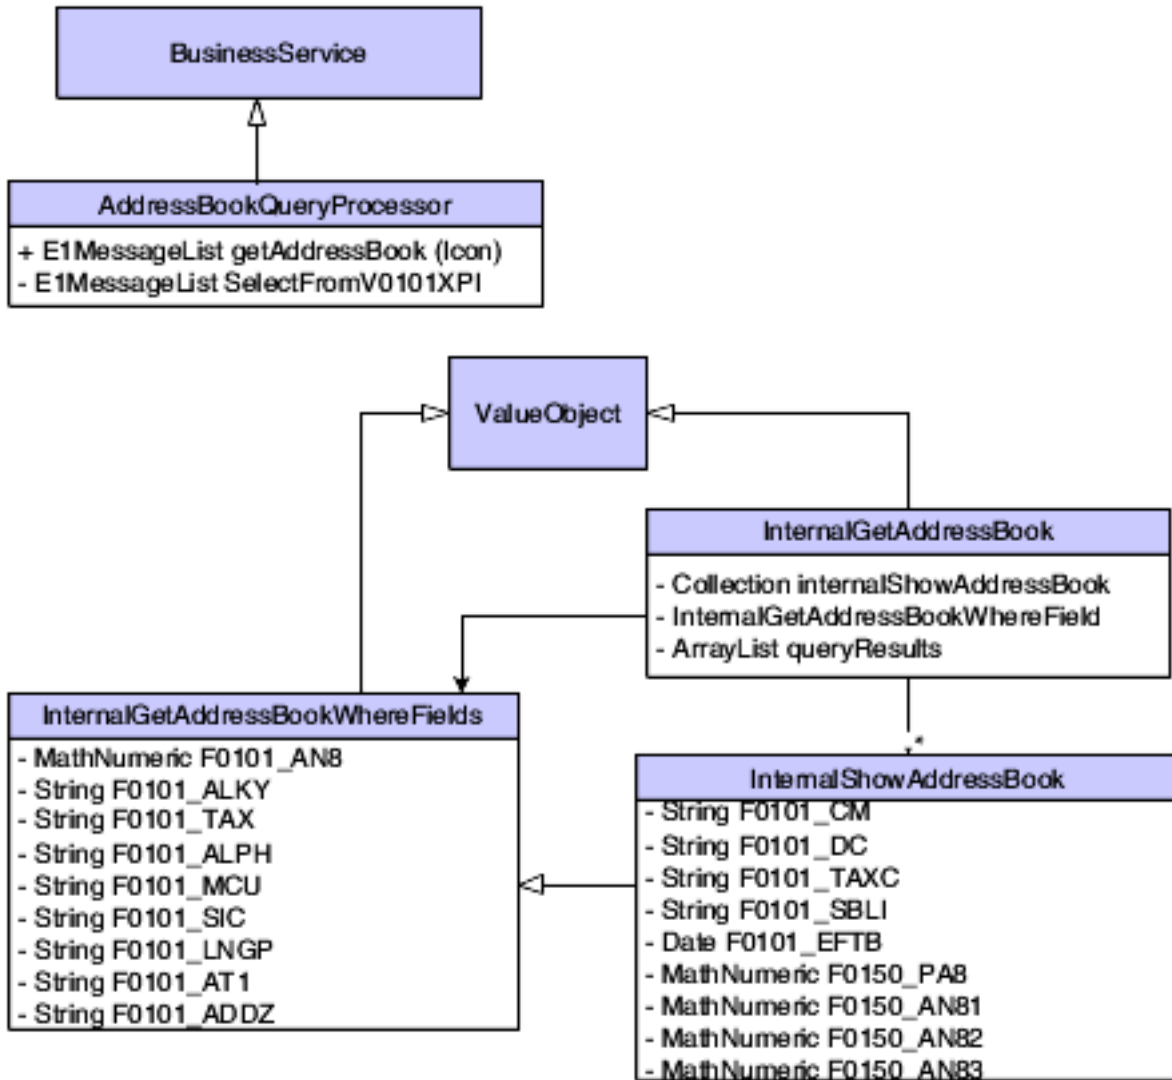 BusinessService
AddressBookQueryProcessor
+ E1MessageList getAddressBook (Icon)
- E1MessageList SelectFromV0101XPI
ValueObject
InternalGetAddressBook
- Collection internalShowAddressBook
- InternalGetAddressBookWhereField
- ArrayList queryResults
InternalGetAddressBookWhereFields
- MathNumeric F0101_AN8
- String F0101_ALKY
- String F0101_TAX
- String F0101_ALPH
- String F0101_MCU
- String F0101_SIC
- String F0101_LNGP
- String F0101_AT1
- String F0101_ADDZ
*
InternalShowAddressBook
- String F0101_CM
- String F0101_DC
- String F0101_TAXC
- String F0101_SBLI
- Date F0101_EFTB
- MathNumeric F0150_PA8
- MathNumeric F0150_AN81
- MathNumeric F0150_AN82
- MathNumeric F0150_AN83